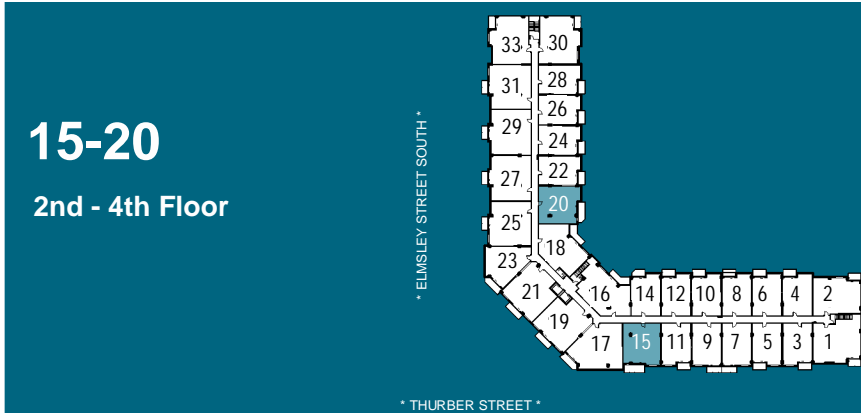 15-20
2nd - 4th Floor
* ELMSLEY STREET SOUTH *
33 30
31 28
26
29 24
27 22
20
25 18
23
21 16 14 12 10 8 6 4 2
19
17 15 11 9 7 5 3 1
* THURBER STREET *